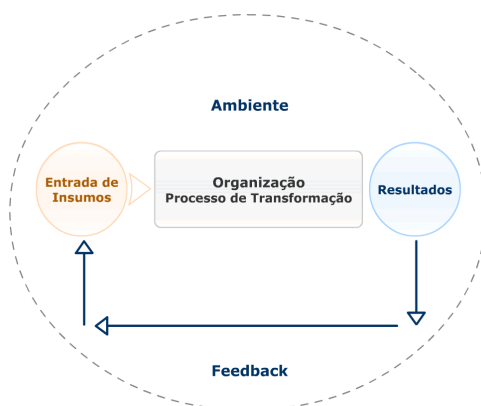 Ambiente
Entrada de
Insumos
Organização
Processo de Transformação
Resultados
Feedback